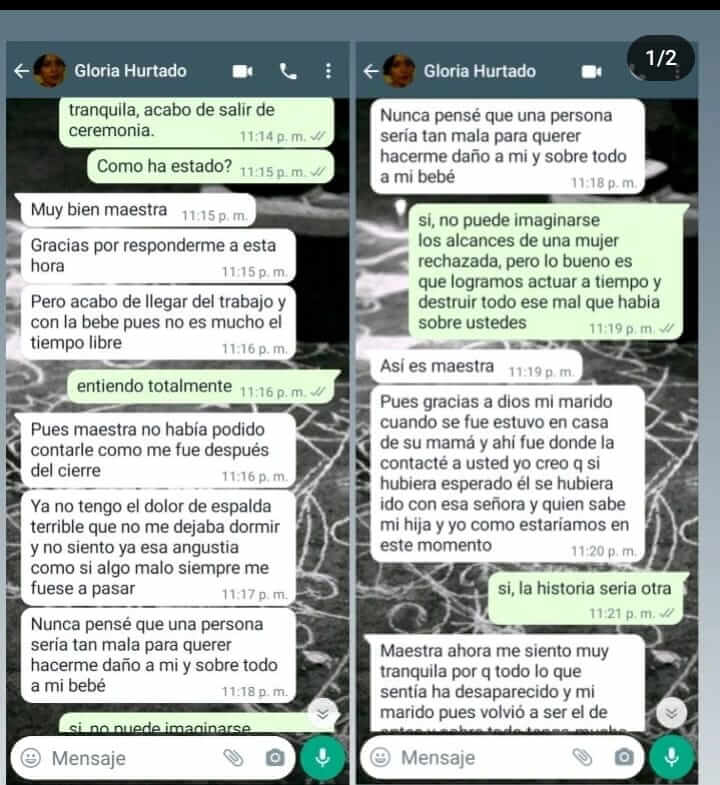 1/2
Gloria Hurtado
tranquila, acabo de salir de
ceremonia.
11:14 p. m.
Como ha estado? 11:15 p. m.
Muy bien maestra 11:15 p. m.
Gracias por responderme a esta
hora
11:15 p. m.
Pero acabo de llegar del trabajo y
con la bebe pues no es mucho el
tiempo libre
11:16 p. m.
entiendo totalmente 11:16 p. m.
Pues maestra no había podido
contarle como me fue después
del cierre
11:16 p. m.
Ya no tengo el dolor de espalda
terrible que no me dejaba dormir
y no siento ya esa angustia
como si algo malo siempre me
fuese a pasar
11:17 p. m.
Nunca pensé que una persona
sería tan mala para querer
hacerme daño a mi y sobre todo
a mi bebé
11:18 p. m.
si, no puede imaginarse
Mensaje
Gloria Hurtado
Nunca pensé que una persona
sería tan mala para querer
hacerme daño a mi y sobre todo
a mi bebé
11:18 p. m.
si, no puede imaginarse
los alcances de una mujer
rechazada, pero lo bueno es
que logramos actuar a tiempo y
destruir todo ese mal que habia
sobre ustedes
11:19 p. m.
Así es maestra 11:19 p. m.
Pues gracias a dios mi marido
cuando se fue estuvo en casa
de su mamá y ahí fue donde la
contacté a usted yo creo q si
hubiera esperado él se hubiera
ido con esa señora y quien sabe
mi hija y yo como estaríamos en
este momento
11:20 p. m.
si, la historia seria otra
11:21 p. m.
Maestra ahora me siento muy
tranquila por q todo lo que
sentía ha desaparecido y mi
marido pues volvió a ser el de
Mensaje